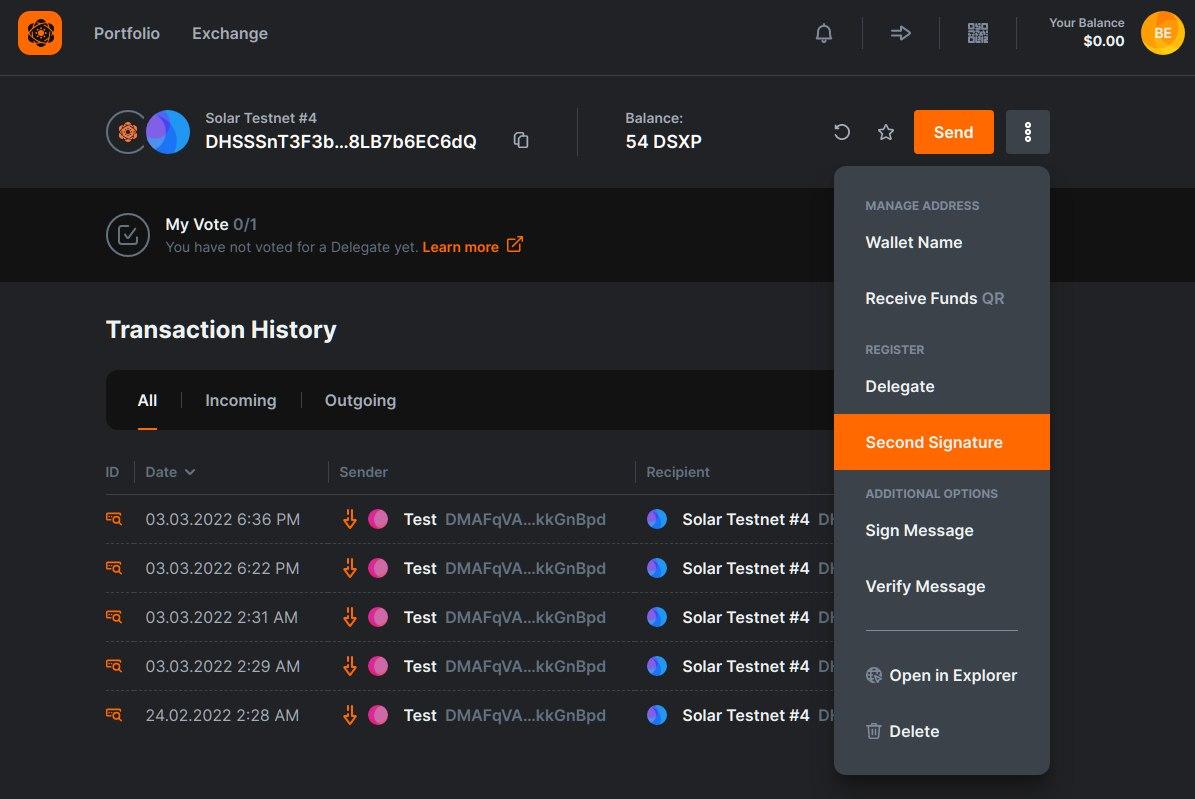 Portfolio Exchange
Your Balance
$0.00
BE
Solar Testnet #4
DHSSSnT3F3b...8LB7b6EC6dQ
Balance:
54 DSXP
Send
My Vote 0/1
You have not voted for a Delegate yet. Learn more
Transaction History
All Incoming Outgoing
ID Date Sender Recipient
03.03.2022 6:36 PM Test DMAFqVA...kkGnBpd Solar Testnet #4
03.03.2022 6:22 PM Test DMAFqVA...kkGnBpd Solar Testnet #4
03.03.2022 2:31 AM Test DMAFqVA...kkGnBpd Solar Testnet #4
03.03.2022 2:29 AM Test DMAFqVA...kkGnBpd Solar Testnet #4
24.02.2022 2:28 AM Test DMAFqVA...kkGnBpd Solar Testnet #4
MANAGE ADDRESS
Wallet Name
Receive Funds QR
REGISTER
Delegate
Second Signature
ADDITIONAL OPTIONS
Sign Message
Verify Message
Open in Explorer
Delete